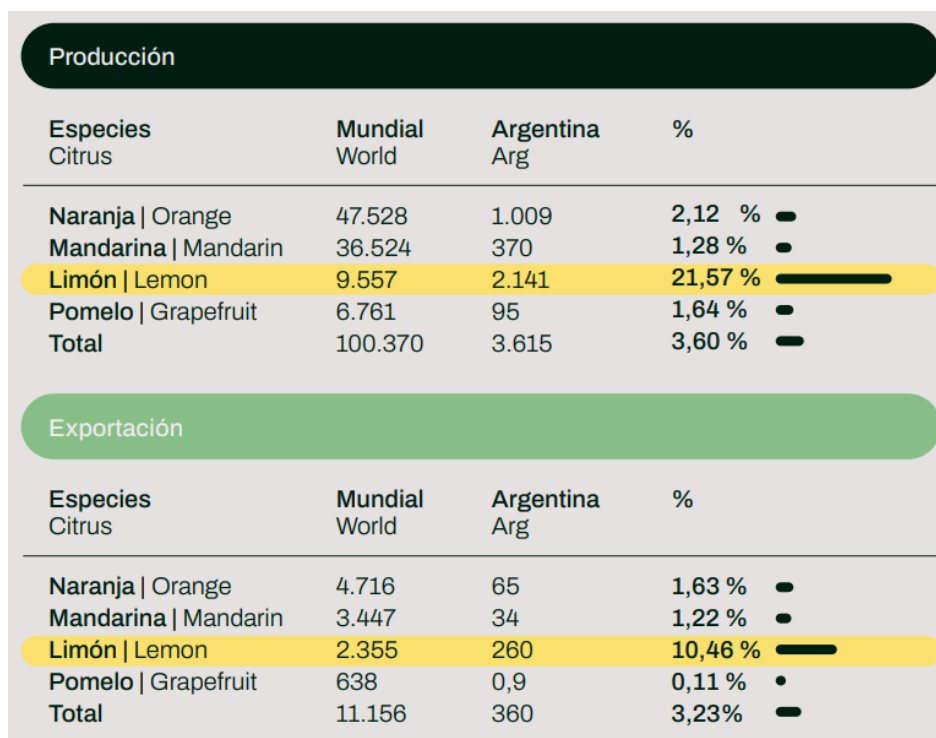 Producción
Especies Mundial Argentina %
Citrus World Arg
Naranja | Orange 47.528 1.009 2,12 %
Mandarina | Mandarin 36.524 370 1,28 %
Limón | Lemon 9.557 2.141 21,57 %
Pomelo | Grapefruit 6.761 95 1,64 %
Total 100.370 3.615 3,60 %
Exportación
Especies Mundial Argentina %
Citrus World Arg
Naranja | Orange 4.716 65 1,63 %
Mandarina | Mandarin 3.447 34 1,22 %
Limón | Lemon 2.355 260 10,46 %
Pomelo | Grapefruit 638 0,9 0,11 %
Total 11.156 360 3,23%